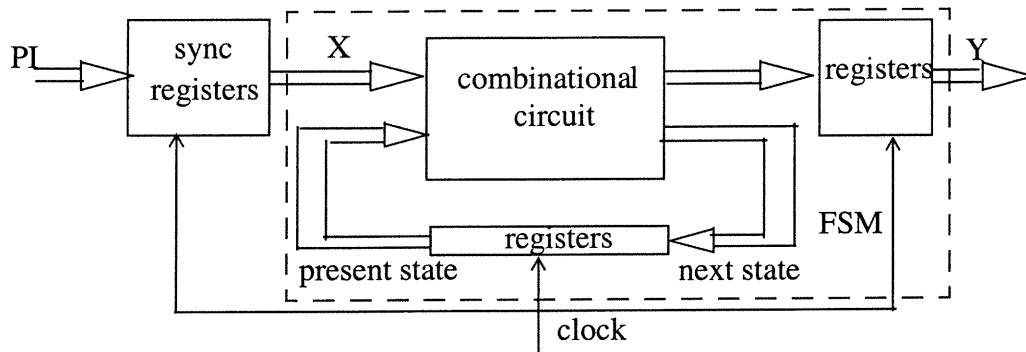 PI
sync
registers
X
combinational
circuit
registers
Y
registers
present state
next state
FSM
clock